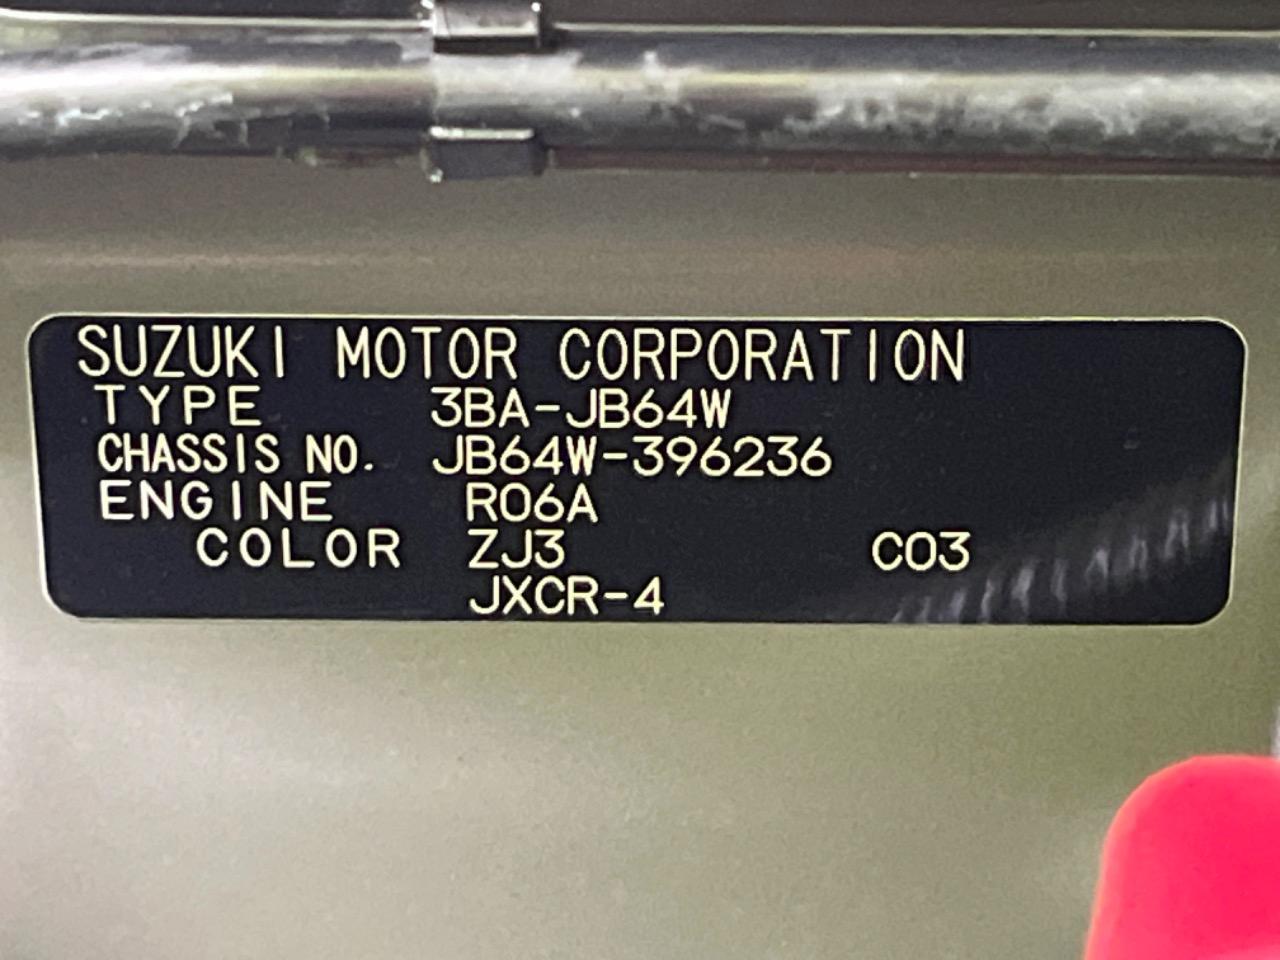 SUZUKI MOTOR CORPORATION
TYPE 3BA-JB64W
CHASSIS NO. JB64W-396236
ENGINE R06A
COLOR ZJ3 C03
JXCR-4